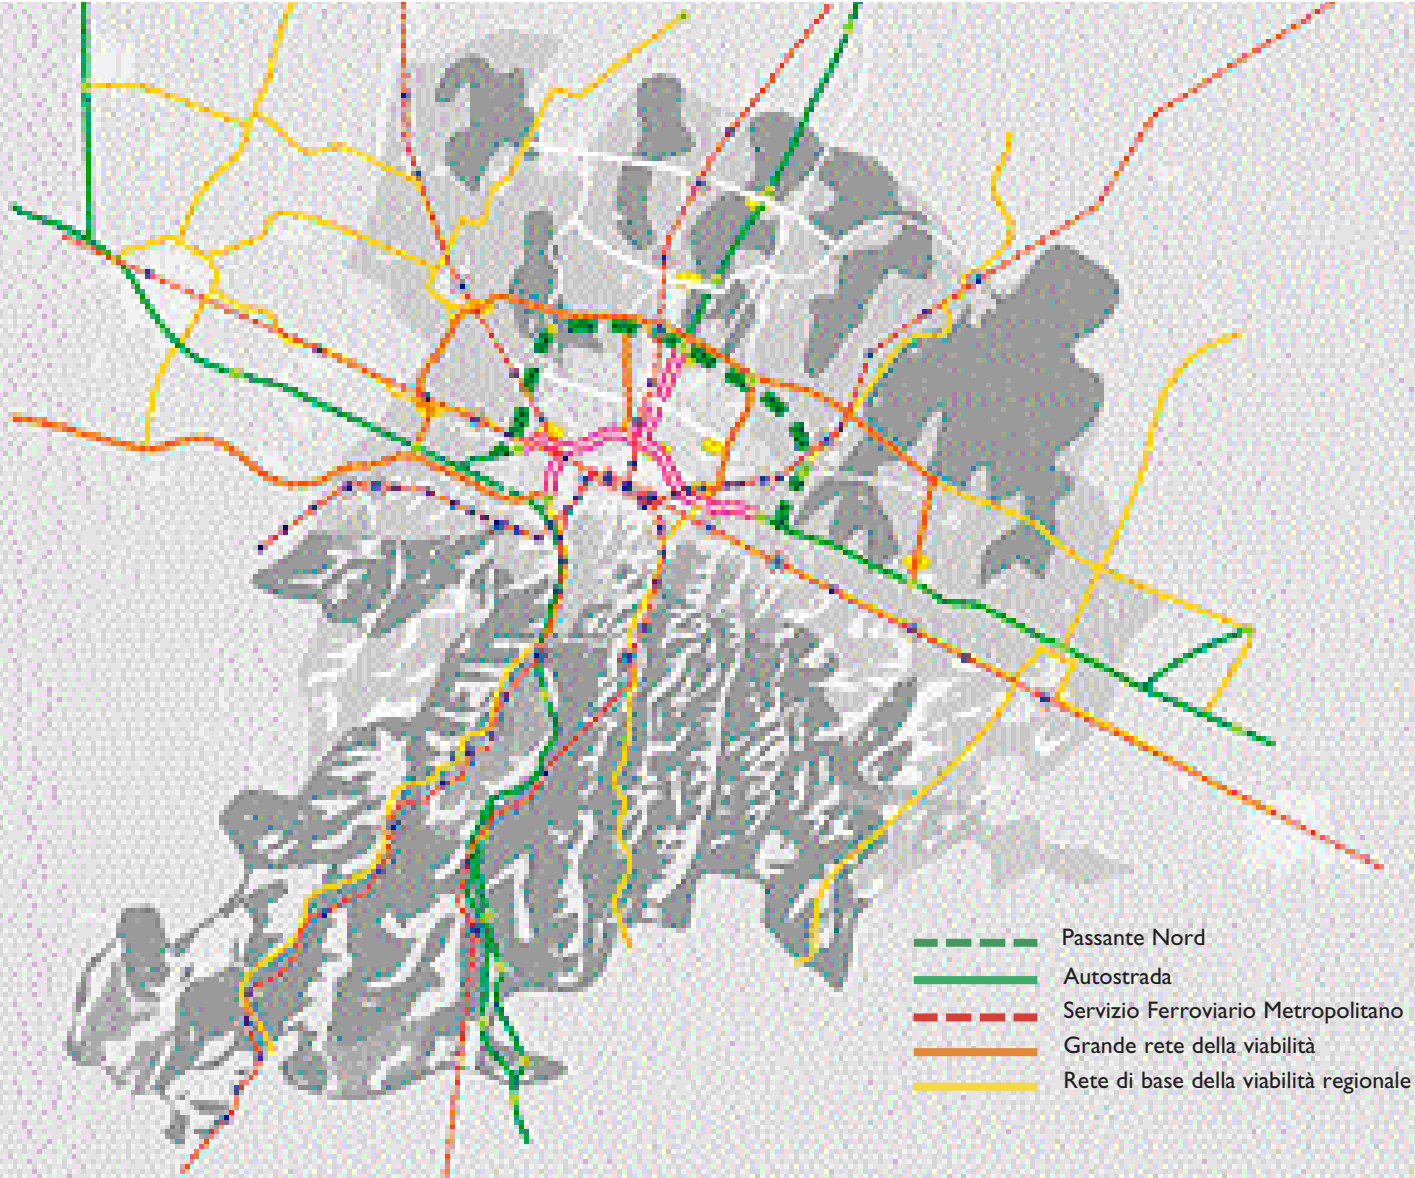 Passante Nord
Autostrada
Servizio Ferroviario Metropolitano
Grande rete della viabilità
Rete di base della viabilità regionale